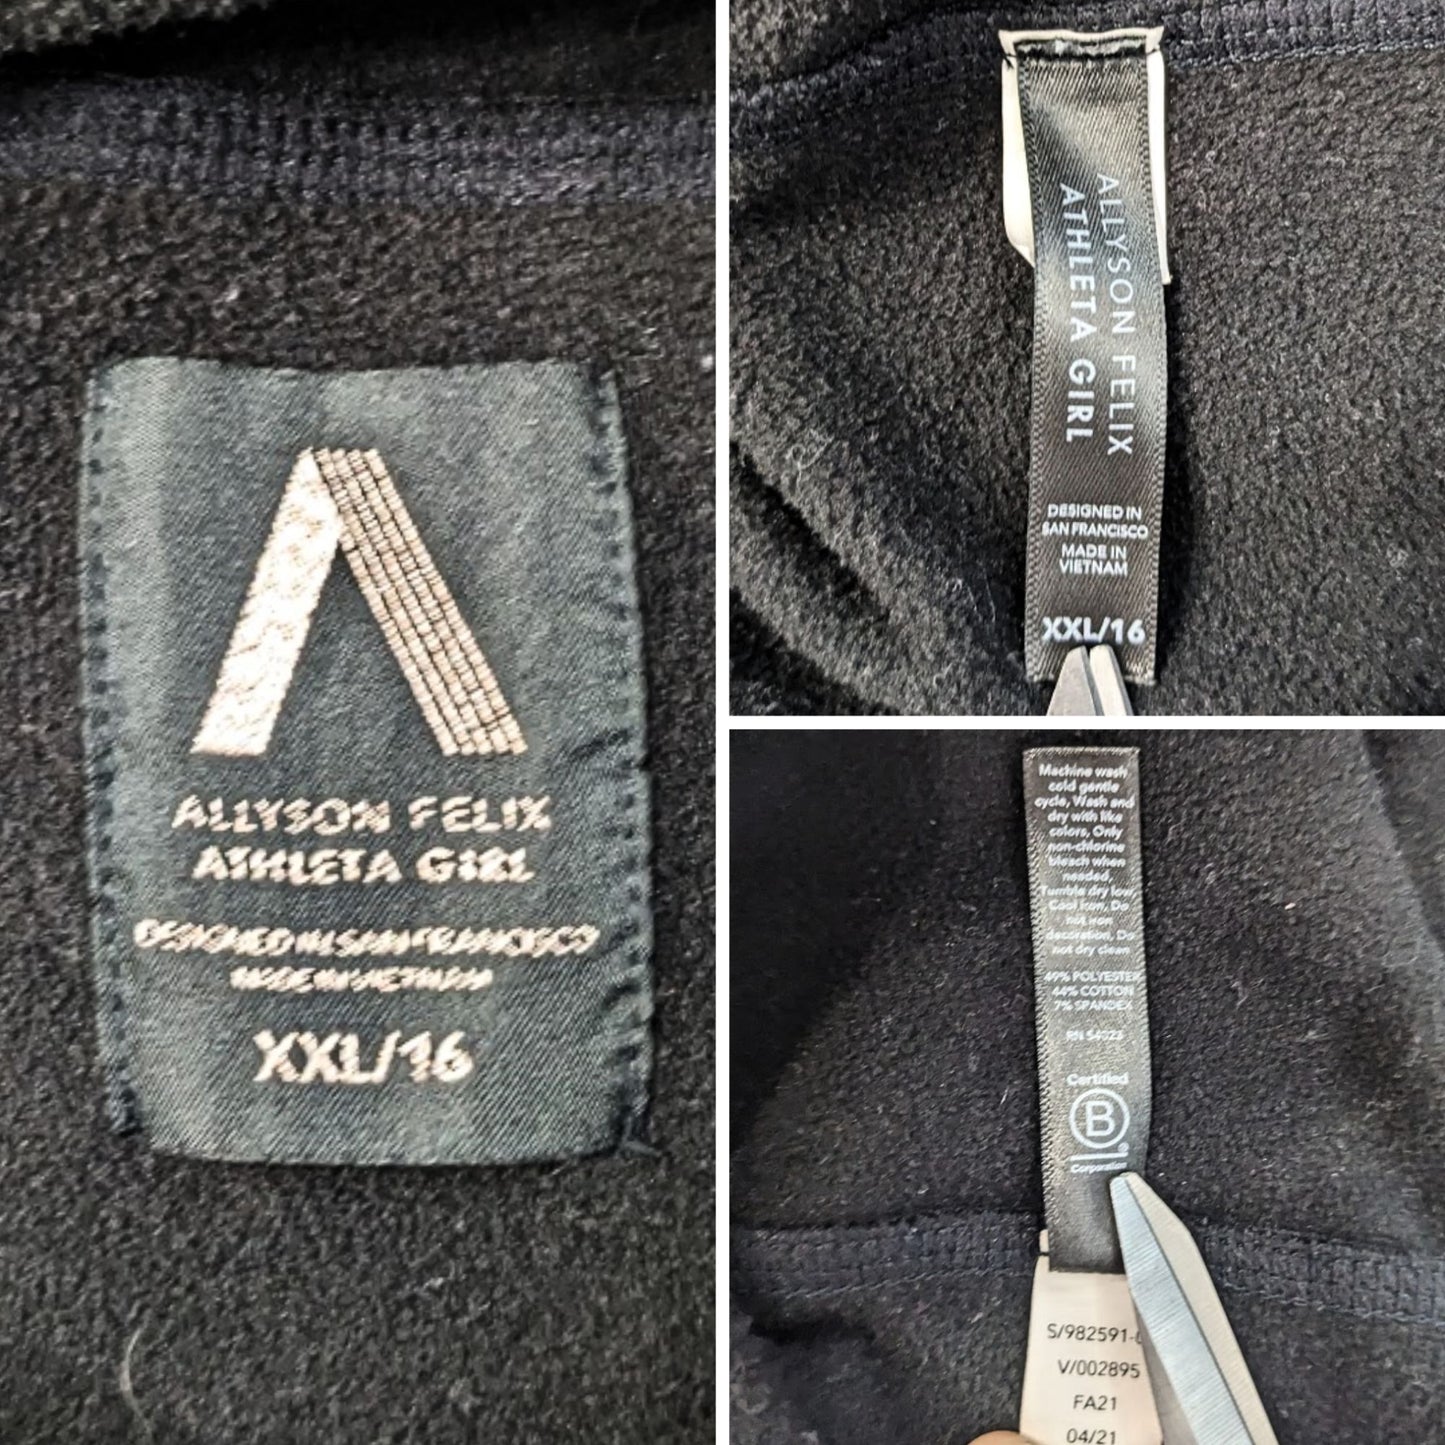 ALLYSON FELIX
ATHLETA GIRL
DESIGNED IN SAN FRANCISCO
MADE IN VIETNAM
XXL/16
ALLYSON FELIX
ATHLETA GIRL
DESIGNED IN
SAN FRANCISCO
MADE IN
VIETNAM
XXL/16
Machine wash
cold gentle
cycle, Wash and
dry with like
colors, Only
non-chlorine
bleach when
needed,
Tumble dry low,
Cool iron, Do
not iron
decoration, Do
not dry clean
49% POLYESTER
44% COTTON
7% SPANDEX
RN 54023
Certified
B
Corporation
S/982591-
V/002895
FA21
04/21